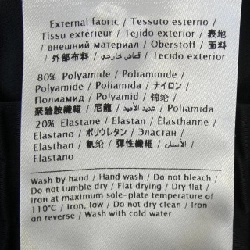 External fabric / Tessuto esterno /
Tissu exterieur / Tejido exterior / 表地
/ внешний материал / Oberstoff / 面料
外部布料 / قماش خارجي / Tecido exterior
80% Polyamide / Poliammide /
Polyamide / Poliamida / ナイロン /
Полиамид / Polyamid / 锦纶 /
聚醯胺纖維 / Poliamida
20% Elastane / Elastan / Élasthanne /
Elastano / ポリウレタン / Эластан /
Elasthan / 氨纶 / 彈性纖維 /
/ Elastano
Wash by hand / Hand wash / Do not bleach /
Do not tumble dry / Flat drying / Dry flat /
Iron at maximum sole-plate temperature of
110°C / Iron, low / Do not dry clean / Iron
on reverse / Wash with cold water